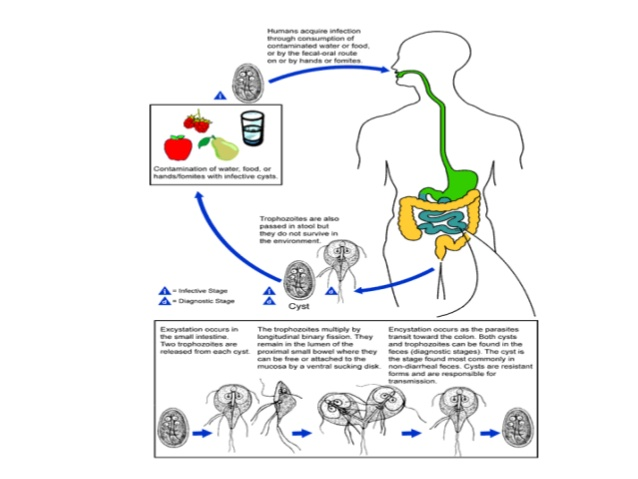 Humans acquire infection
through consumption of
contaminated water or food,
or by the fecal-oral route
on or by hands or fomites.
i
Contamination of water, food, or
hands/fomites with infective cysts.
Trophozoites are also
passed in stool but
they do not survive in
the environment.
i = Infective Stage
d = Diagnostic Stage
i
d
d
Cyst
Excystation occurs in
the small intestine.
Two trophozoites are
released from each cyst.
The trophozoites multiply by
longitudinal binary fission. They
remain in the lumen of the
proximal small bowel where they
can be free or attached to the
mucosa by a ventral sucking disk.
Encystation occurs as the parasites
transit toward the colon. Both cysts
and trophozoites can be found in the
feces (diagnostic stages). The cyst is
the stage found most commonly in
non-diarrheal feces. Cysts are resistant
forms and are responsible for
transmission.